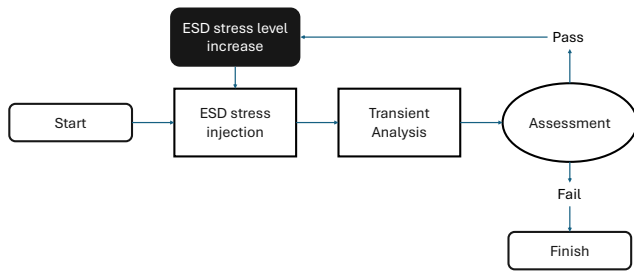 ESD stress level
increase
Pass
Start
ESD stress
injection
Transient
Analysis
Assessment
Fail
Finish